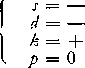 s = —
d = —
k = +
p = 0